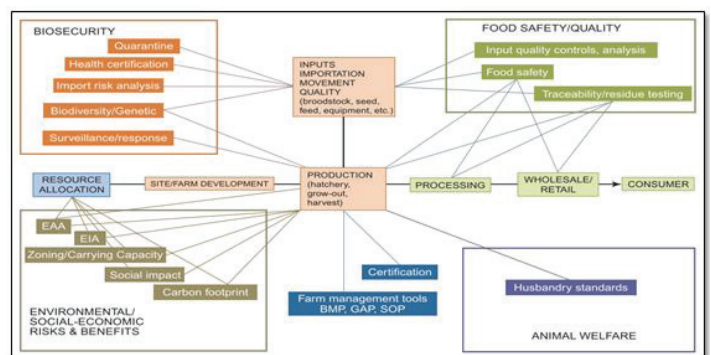 BIOSECURITY
Quarantine
Health certification
Import risk analysis
Biodiversity/Genetic
Surveillance/response
INPUTS
IMPORTATION
MOVEMENT
QUALITY
(broodstock, seed,
feed, equipment, etc.)
FOOD SAFETY/QUALITY
Input quality controls, analysis
Food safety
Traceability/residue testing
RESOURCE
ALLOCATION
SITE/FARM DEVELOPMENT
PRODUCTION
(hatchery,
grow-out,
harvest)
PROCESSING
WHOLESALE/
RETAIL
CONSUMER
EAA
EIA
Zoning/Carrying Capacity
Social impact
Carbon footprint
ENVIRONMENTAL/
SOCIAL-ECONOMIC
RISKS & BENEFITS
Certification
Farm management tools
BMP, GAP, SOP
Husbandry standards
ANIMAL WELFARE